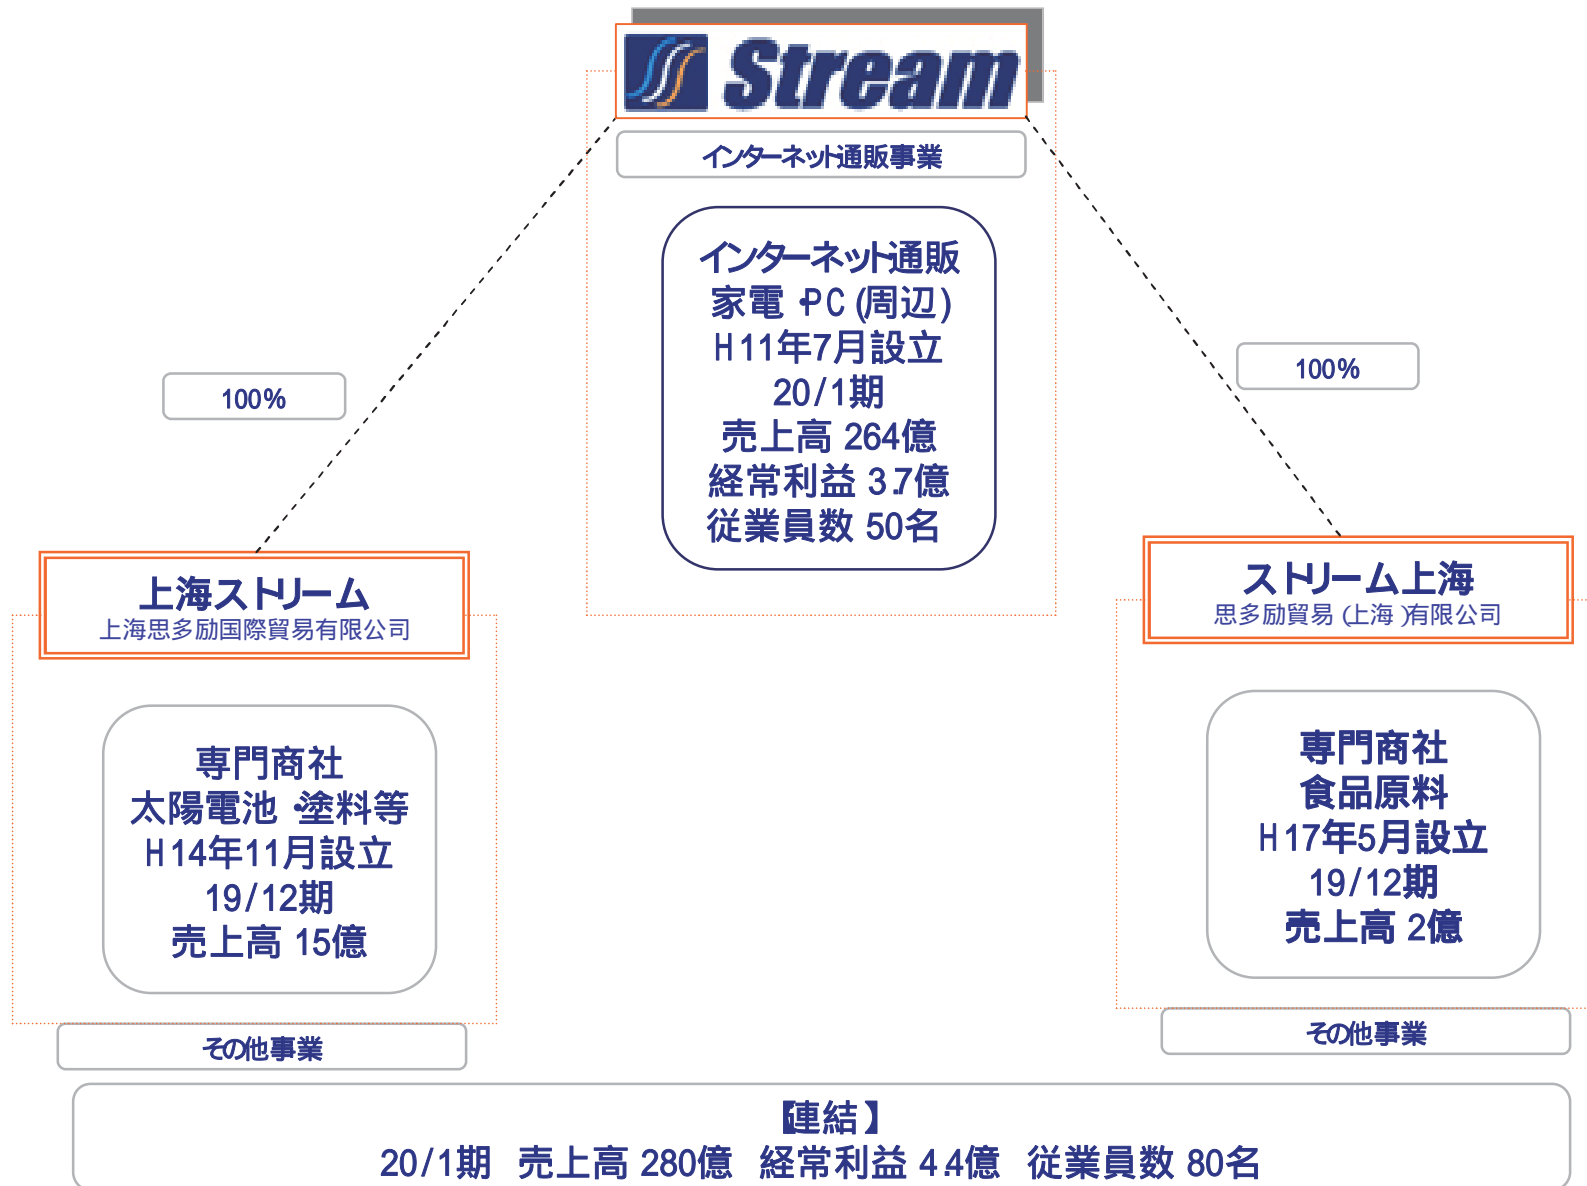 Stream
インターネット通販事業
インターネット通販
家電・PC(周辺)
H11年7月設立
20/1期
売上高 264億
経常利益 3.7億
従業員数 50名
100%
100%
上海ストリーム
上海思多励国際貿易有限公司
専門商社
太陽電池・塗料等
H14年11月設立
19/12期
売上高 15億
その他事業
ストリーム上海
思多励貿易(上海)有限公司
専門商社
食品原料
H17年5月設立
19/12期
売上高 2億
その他事業
【連結】
20/1期 売上高 280億 経常利益 4.4億 従業員数 80名